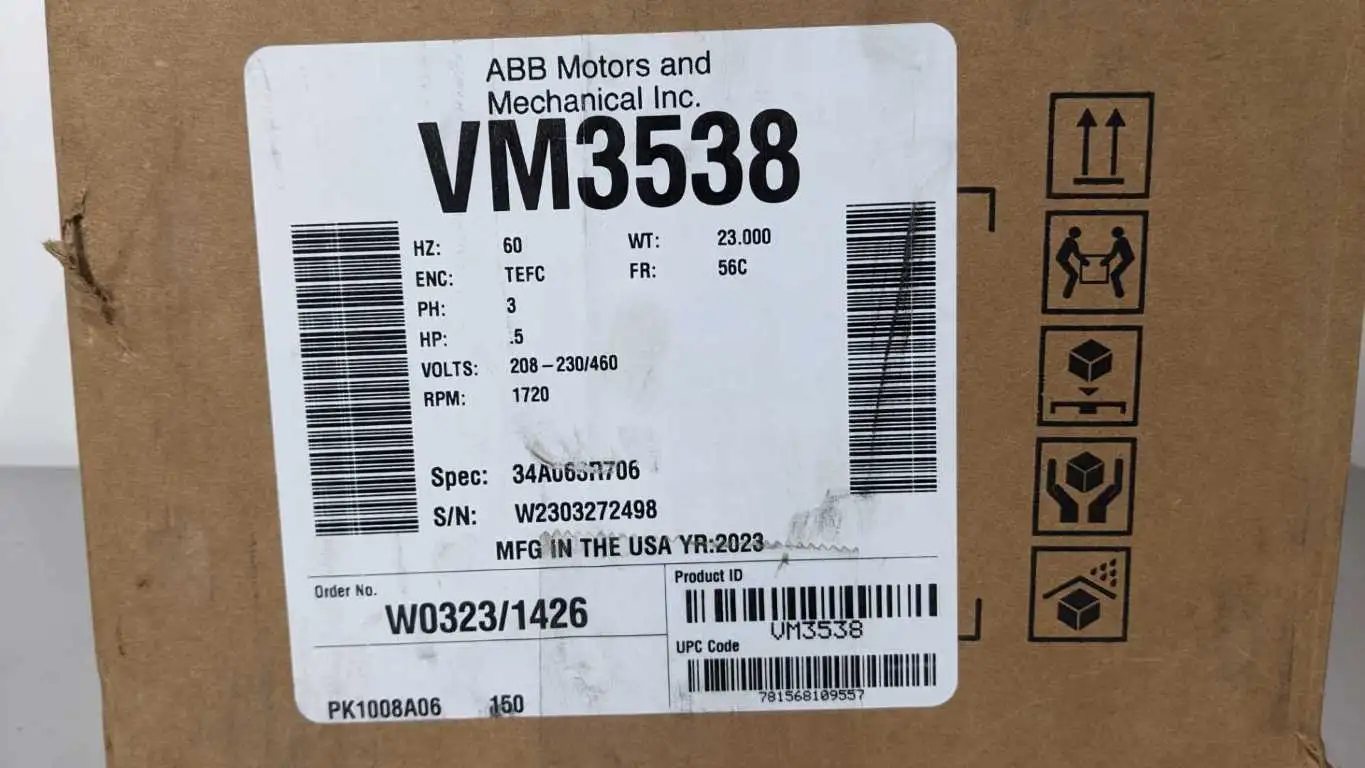 ABB Motors and
Mechanical Inc.
VM3538
HZ: 60 WT: 23.000
ENC: TEFC FR: 56C
PH: 3
HP: .5
VOLTS: 208-230/460
RPM: 1720
Spec:
S/N: W2303272498
MFG IN THE USA YR:2023
Order No.
W0323/1426
Product ID
VM3538
UPC Code
781568109557
PK1008A06 150